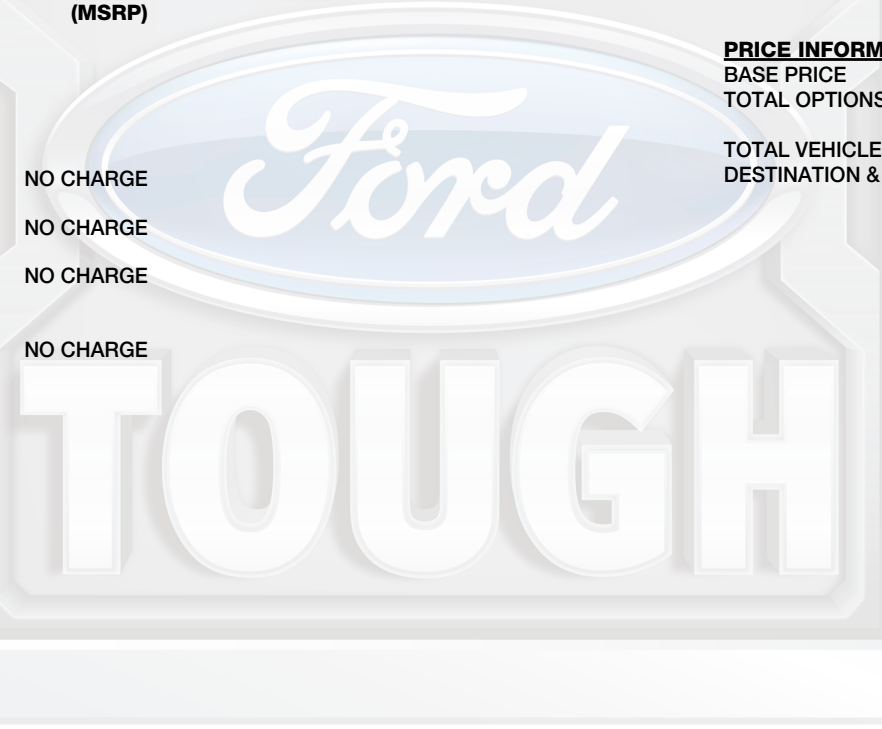 (MSRP)
NO CHARGE
NO CHARGE
NO CHARGE
NO CHARGE
PRICE INFORM
BASE PRICE
TOTAL OPTIONS
TOTAL VEHICLE
DESTINATION &
Ford
TOUGH